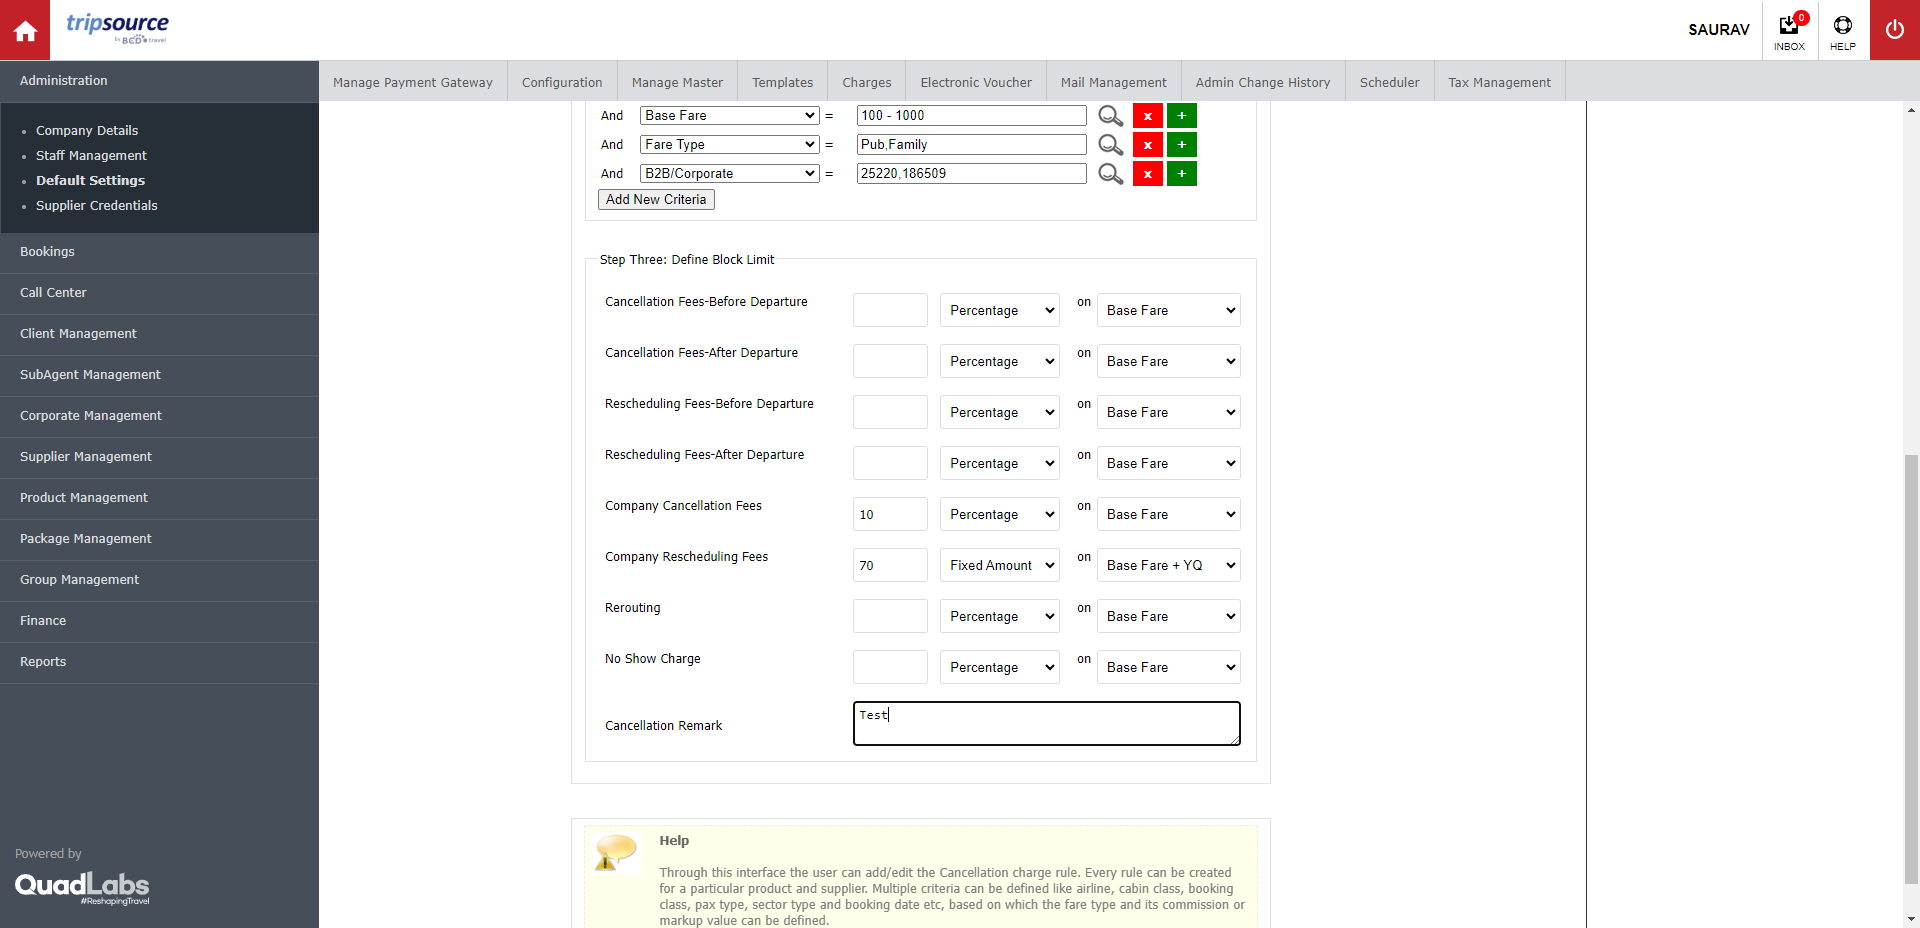 tripsource
by BCD travel
SAURAV
0
INBOX
HELP
Administration
Manage Payment Gateway
Configuration
Manage Master
Templates
Charges
Electronic Voucher
Mail Management
Admin Change History
Scheduler
Tax Management
Company Details
Staff Management
Default Settings
Supplier Credentials
Bookings
Call Center
Client Management
SubAgent Management
Corporate Management
Supplier Management
Product Management
Package Management
Group Management
Finance
Reports
Powered by
QuadLabs
#ReshapingTravel
And Base Fare = 100 - 1000 x +
And Fare Type = Pub,Family x +
And B2B/Corporate = 25220,186509 x +
Add New Criteria
Step Three: Define Block Limit
Cancellation Fees-Before Departure Percentage on Base Fare
Cancellation Fees-After Departure Percentage on Base Fare
Rescheduling Fees-Before Departure Percentage on Base Fare
Rescheduling Fees-After Departure Percentage on Base Fare
Company Cancellation Fees 10 Percentage on Base Fare
Company Rescheduling Fees 70 Fixed Amount on Base Fare + YQ
Rerouting Percentage on Base Fare
No Show Charge Percentage on Base Fare
Cancellation Remark Test
Help
Through this interface the user can add/edit the Cancellation charge rule. Every rule can be created
for a particular product and supplier. Multiple criteria can be defined like airline, cabin class, booking
class, pax type, sector type and booking date etc, based on which the fare type and its commission or
markup value can be defined.